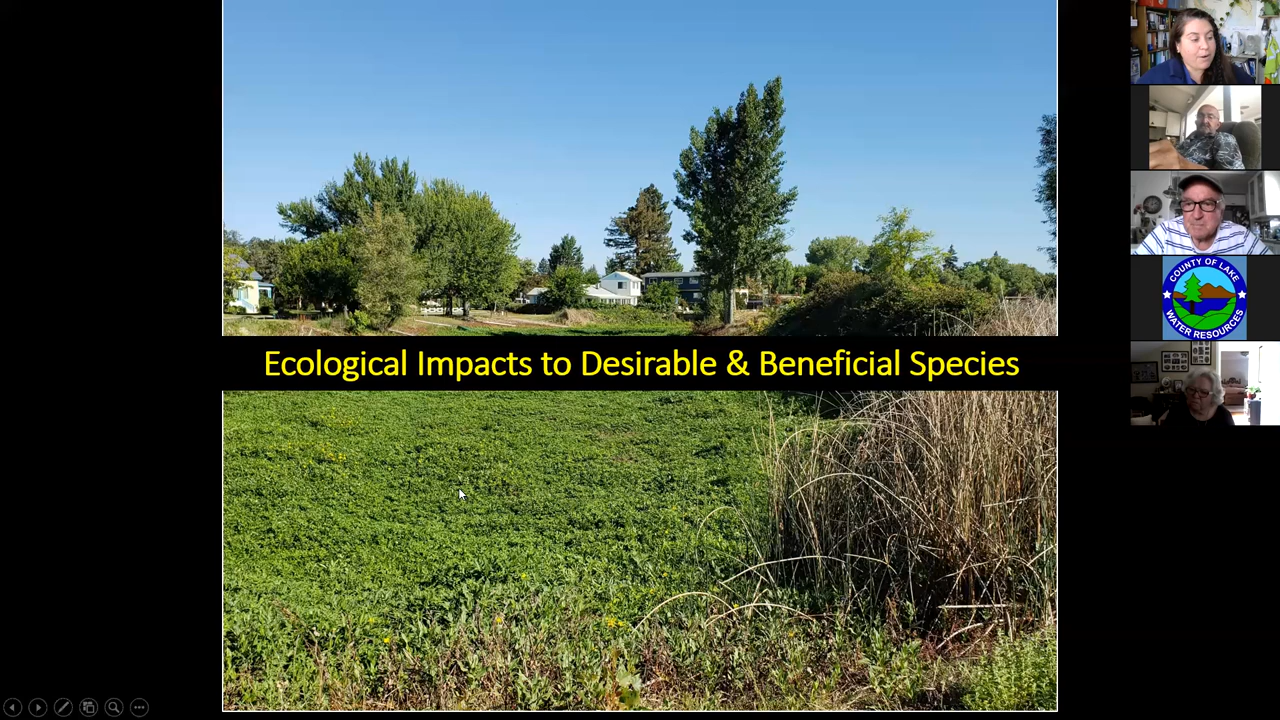 Ecological Impacts to Desirable & Beneficial Species
COUNTY OF LAKE
WATER RESOURCES